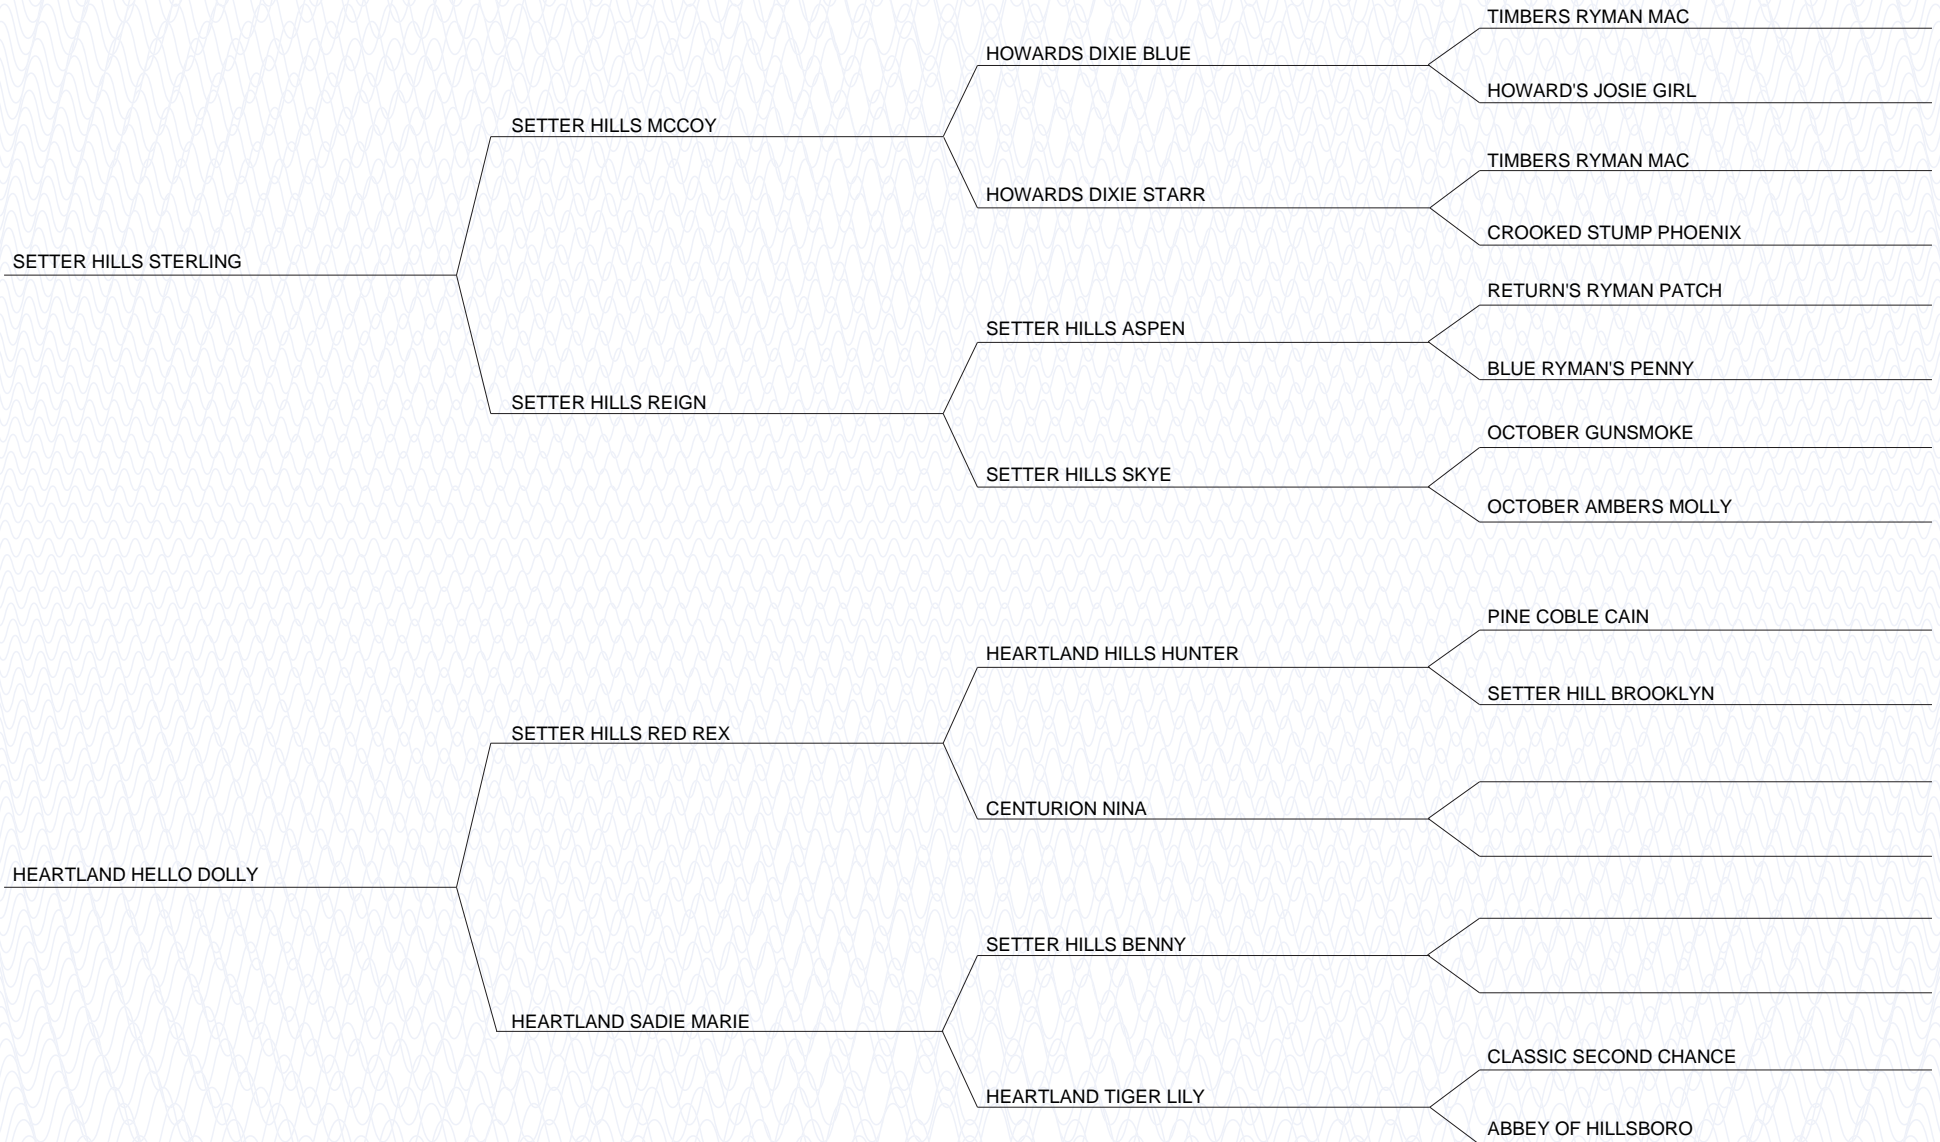 TIMBERS RYMAN MAC
HOWARDS DIXIE BLUE
HOWARD'S JOSIE GIRL
SETTER HILLS MCCOY
TIMBERS RYMAN MAC
HOWARDS DIXIE STARR
CROOKED STUMP PHOENIX
SETTER HILLS STERLING
RETURN'S RYMAN PATCH
SETTER HILLS ASPEN
BLUE RYMAN'S PENNY
SETTER HILLS REIGN
OCTOBER GUNSMOKE
SETTER HILLS SKYE
OCTOBER AMBERS MOLLY
PINE COBLE CAIN
HEARTLAND HILLS HUNTER
SETTER HILL BROOKLYN
SETTER HILLS RED REX
CENTURION NINA
HEARTLAND HELLO DOLLY
SETTER HILLS BENNY
HEARTLAND SADIE MARIE
CLASSIC SECOND CHANCE
HEARTLAND TIGER LILY
ABBEY OF HILLSBORO